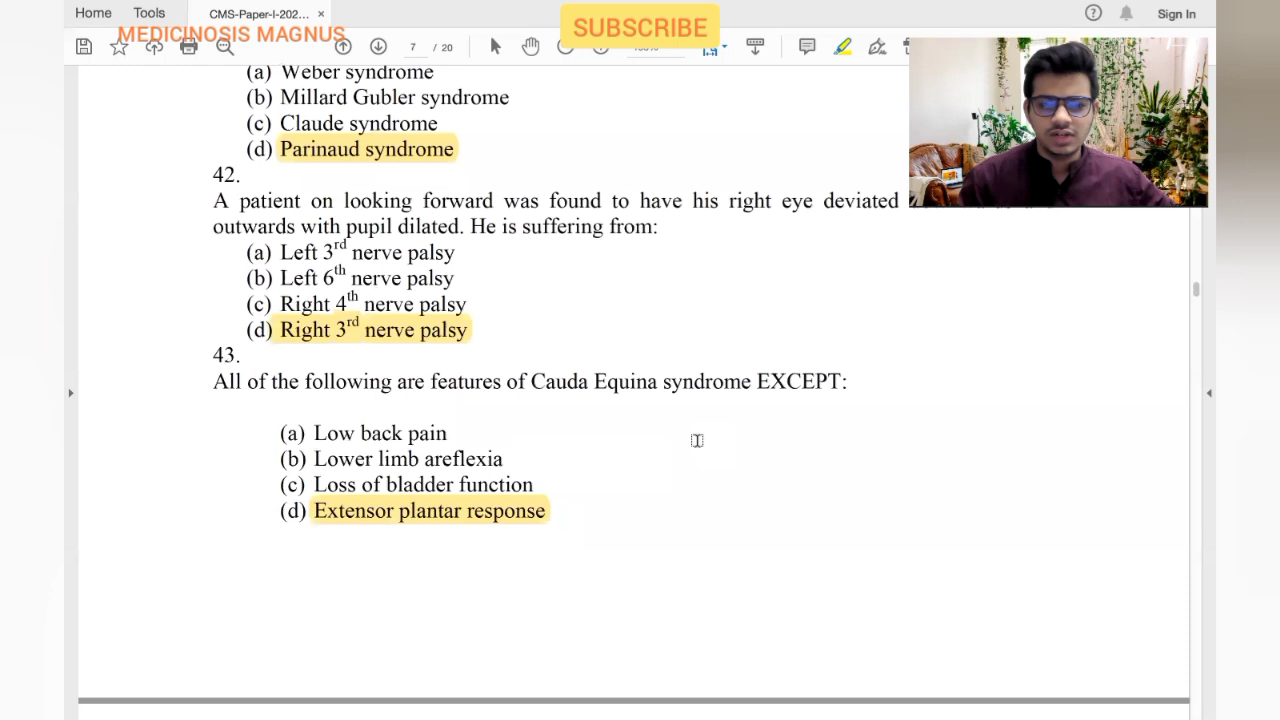 Home Tools CMS-Paper-I-202... × Sign In
MEDICINOSIS MAGNUS
SUBSCRIBE
7 / 20
(a) Weber syndrome
(b) Millard Gubler syndrome
(c) Claude syndrome
(d) Parinaud syndrome
42.
A patient on looking forward was found to have his right eye deviated
outwards with pupil dilated. He is suffering from:
(a) Left 3rd nerve palsy
(b) Left 6th nerve palsy
(c) Right 4th nerve palsy
(d) Right 3rd nerve palsy
43.
All of the following are features of Cauda Equina syndrome EXCEPT:
(a) Low back pain
(b) Lower limb areflexia
(c) Loss of bladder function
(d) Extensor plantar response